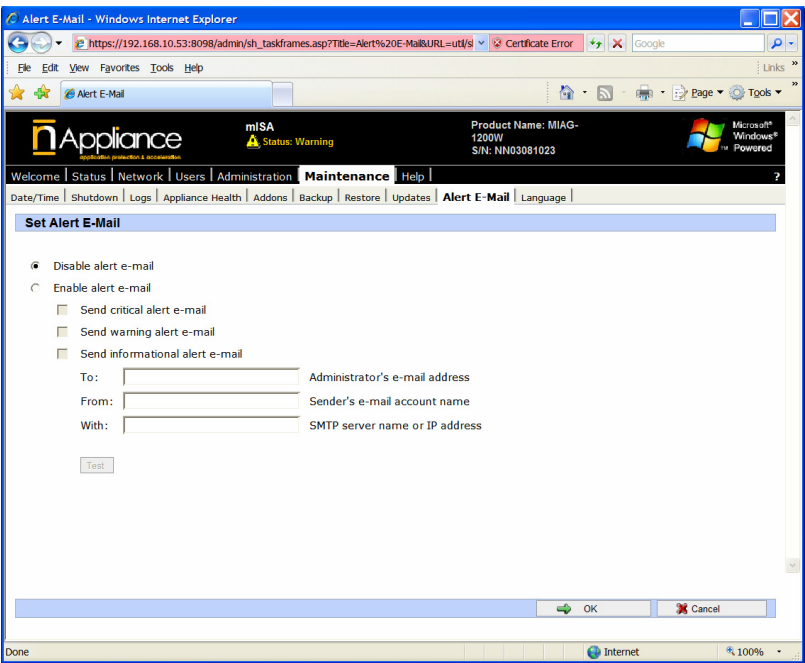 Alert E-Mail - Windows Internet Explorer
https://192.168.10.53:8098/admin/sh_taskframes.asp?Title=Alert%20E-Mail&URL=util/s Certificate Error Google
File Edit View Favorites Tools Help Links »
Alert E-Mail Page Tools »
nAppliance
application protection & acceleration
mISA
Status: Warning
Product Name: MIAG-
1200W
S/N: NN03081023
Microsoft®
Windows®
Powered
TM
Welcome Status Network Users Administration Maintenance Help ?
Date/Time Shutdown Logs Appliance Health Addons Backup Restore Updates Alert E-Mail Language
Set Alert E-Mail
Disable alert e-mail
Enable alert e-mail
Send critical alert e-mail
Send warning alert e-mail
Send informational alert e-mail
To: Administrator's e-mail address
From: Sender's e-mail account name
With: SMTP server name or IP address
Test
OK Cancel
Done Internet 100%